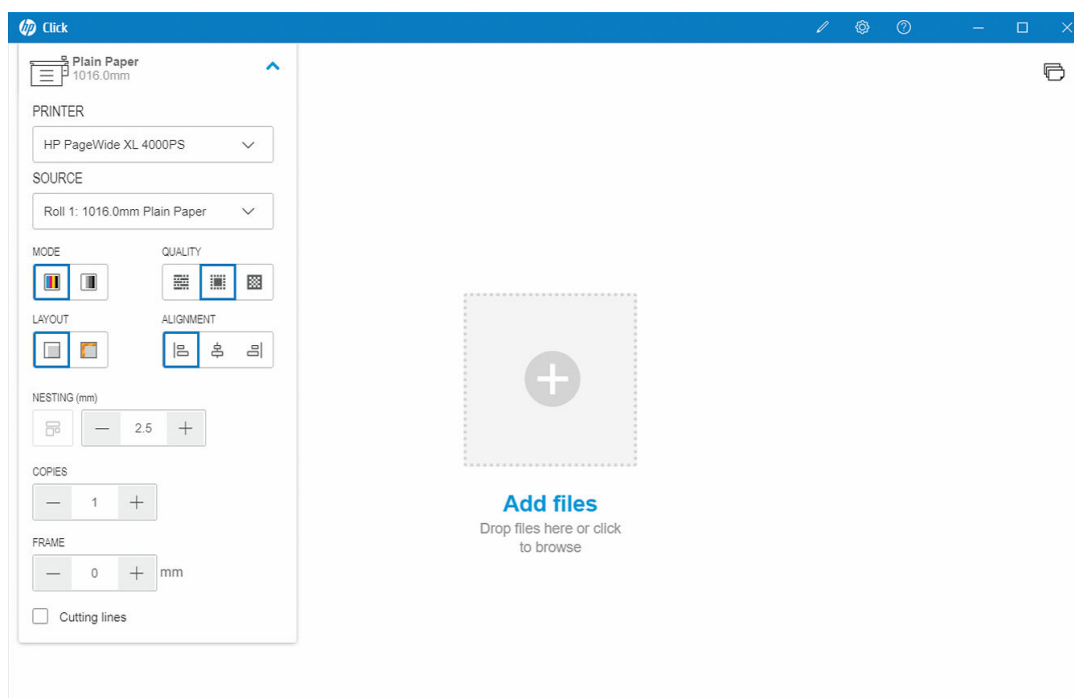 hp Click
Plain Paper
1016.0mm
PRINTER
HP PageWide XL 4000PS
SOURCE
Roll 1: 1016.0mm Plain Paper
MODE QUALITY
LAYOUT ALIGNMENT
NESTING (mm)
— 2.5 +
COPIES
— 1 +
FRAME
— 0 + mm
Cutting lines
Add files
Drop files here or click
to browse